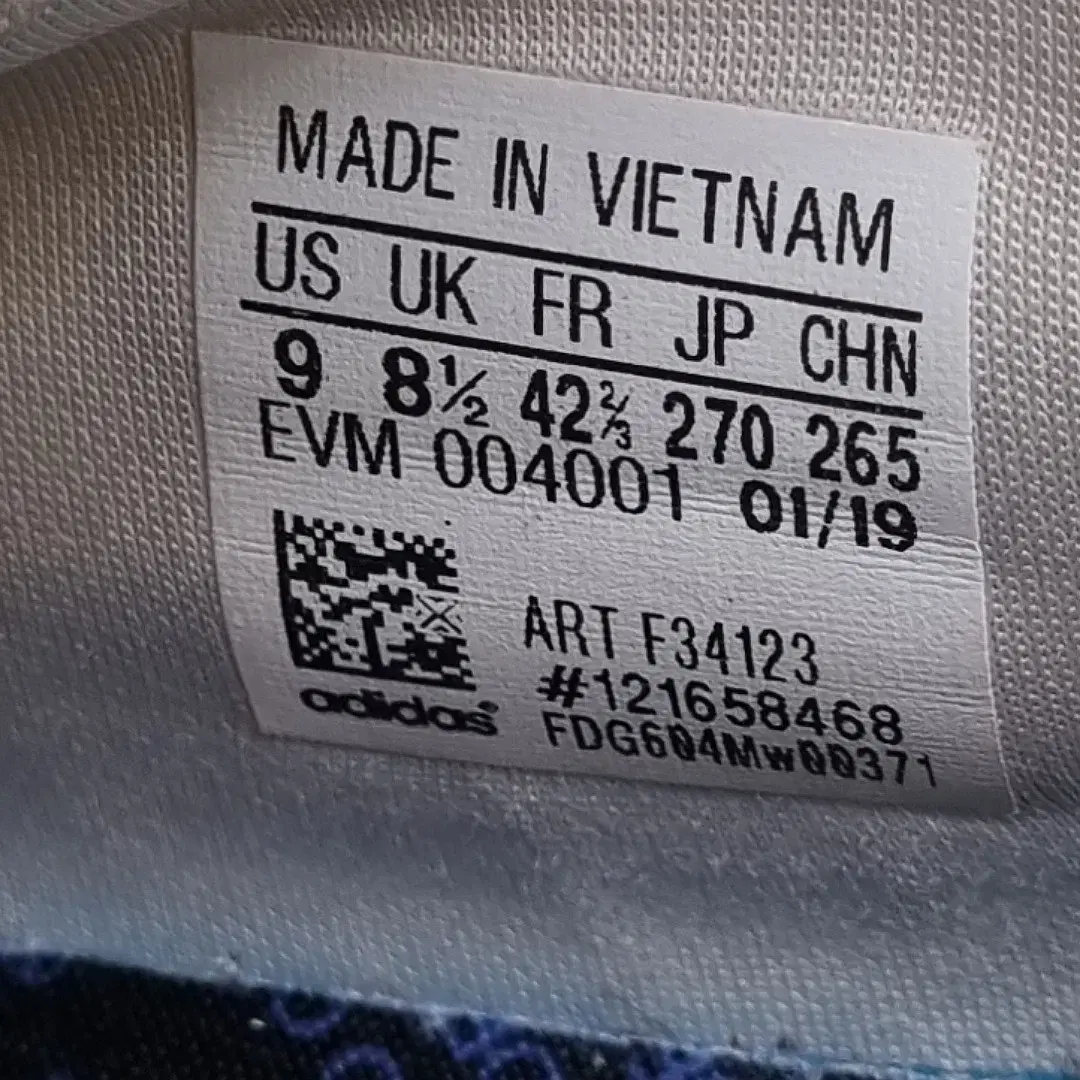 MADE IN VIETNAM
US UK FR JP CHN
9 8½ 42⅔ 270 265
EVM 004001 01/19
ART F34123
#121658468
FDG604Mw00371
adidas